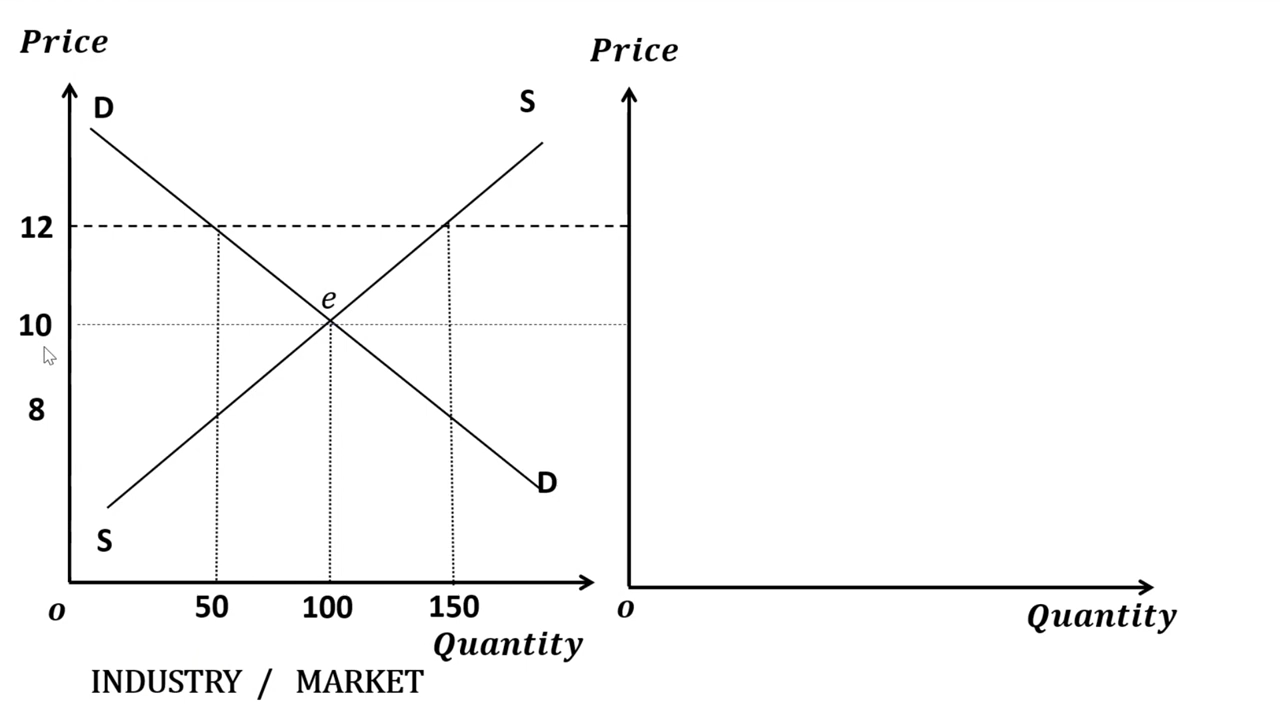 Price
Price
D
S
12
e
10
8
D
S
o
50 100 150
o
Quantity
Quantity
INDUSTRY / MARKET